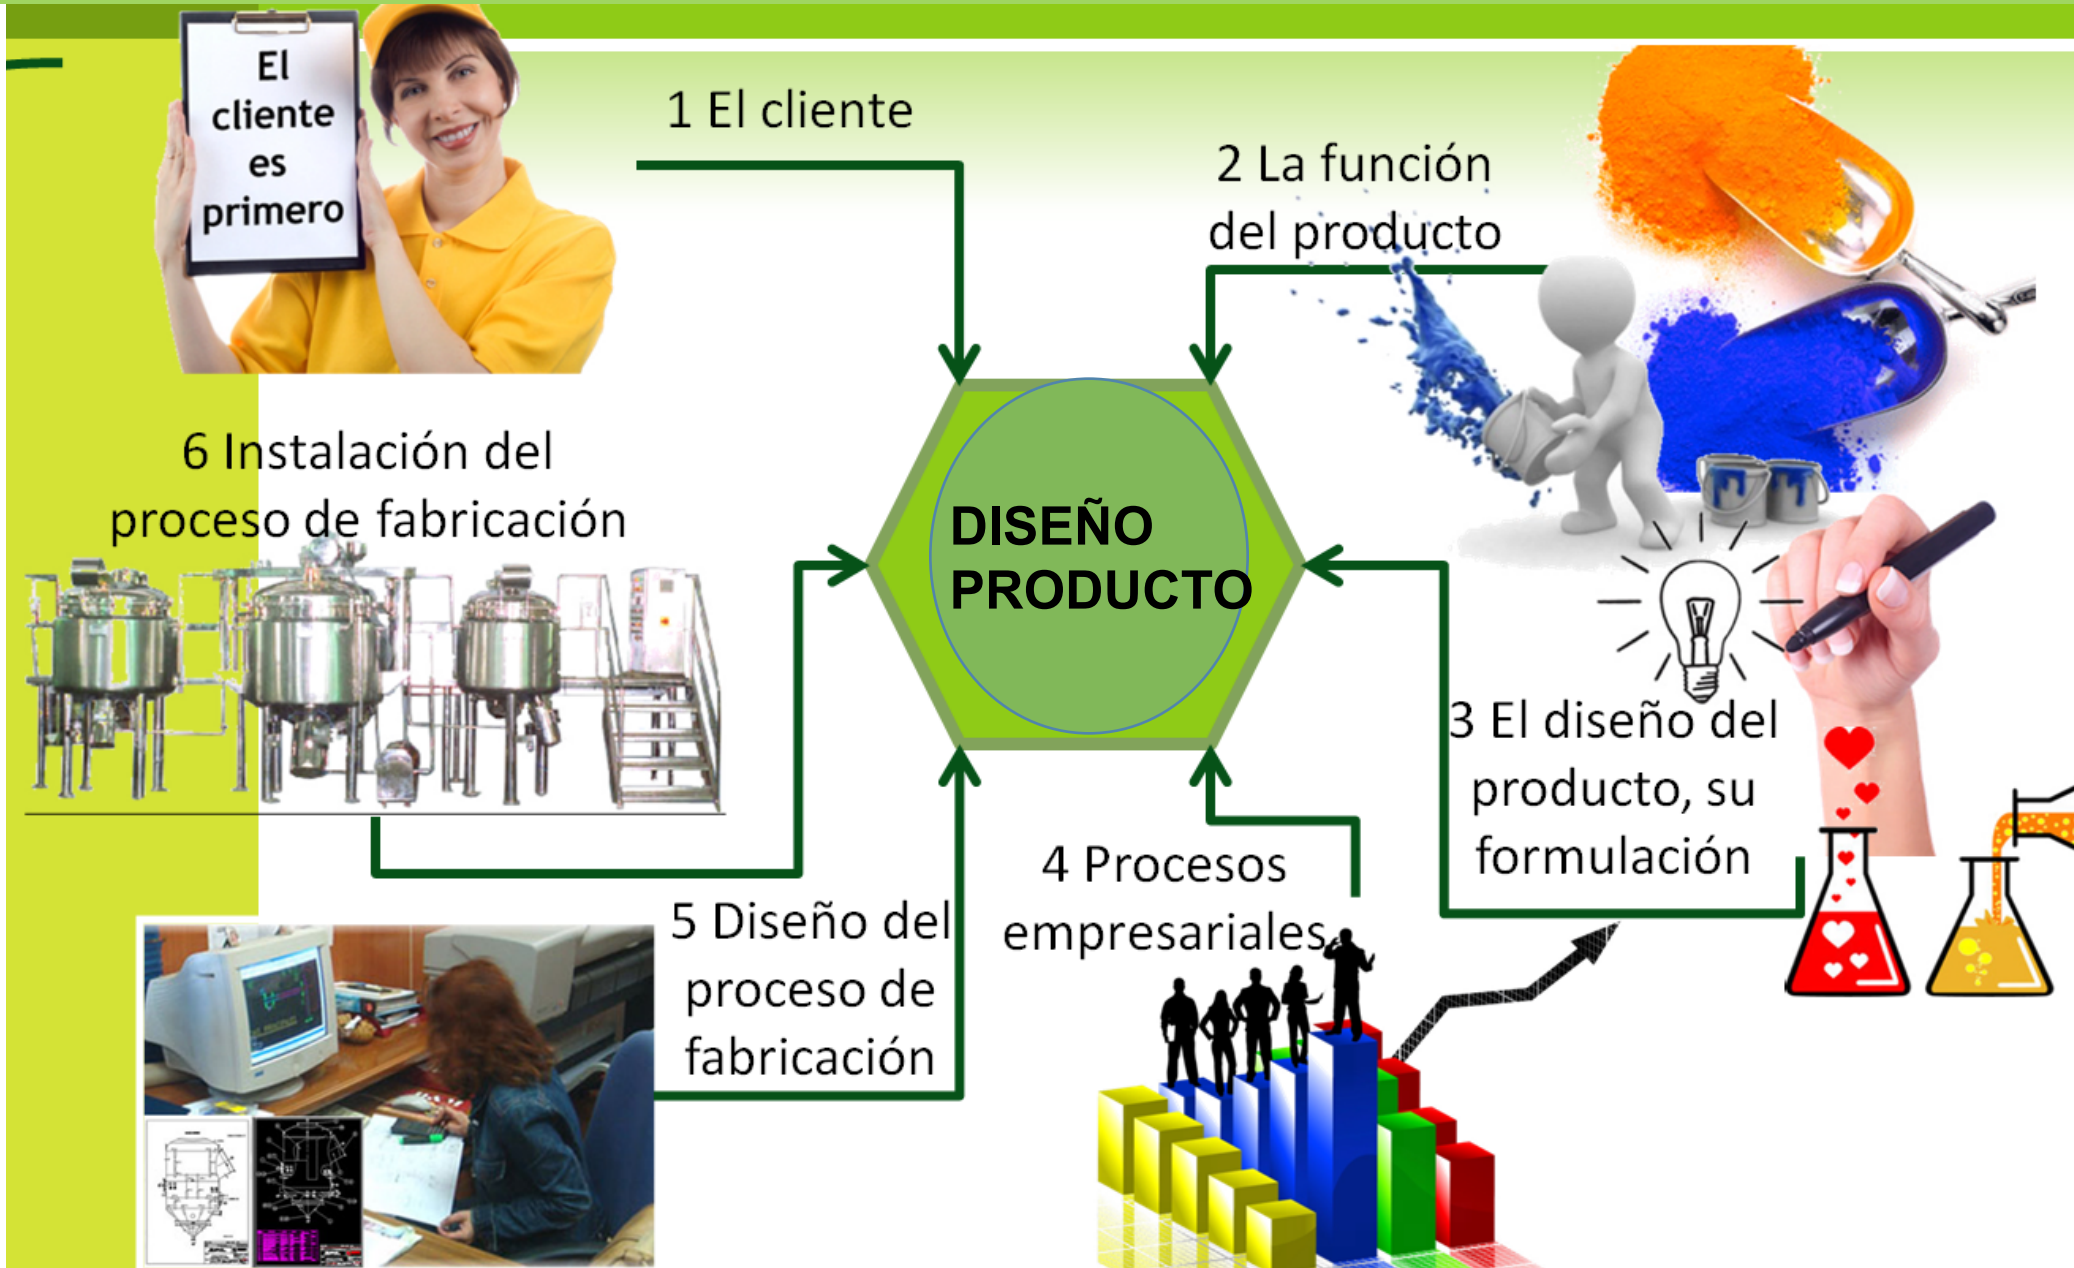 El
cliente
es
primero
1 El cliente
2 La función
del producto
DISEÑO
PRODUCTO
3 El diseño del
producto, su
formulación
4 Procesos
empresariales
5 Diseño del
proceso de
fabricación
6 Instalación del
proceso de fabricación